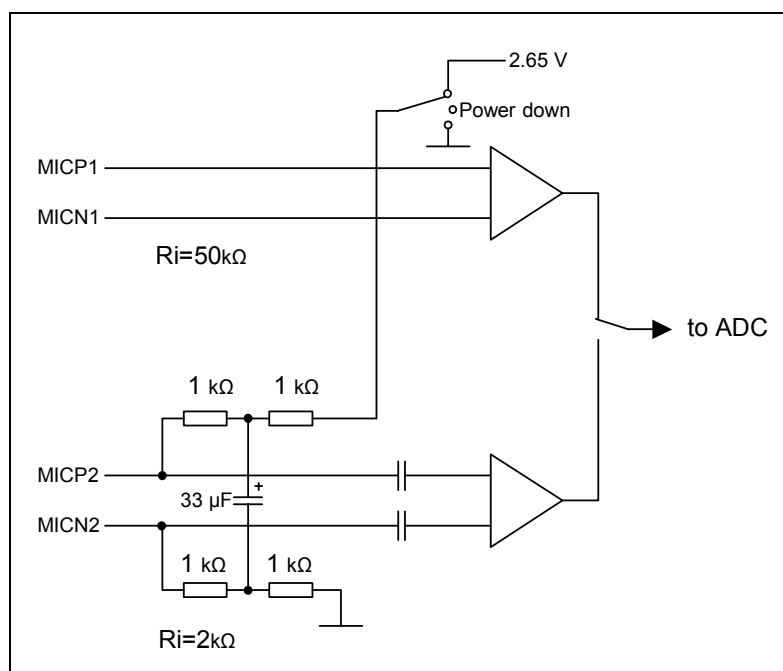 2.65 V
Power down
MICP1
MICN1
Ri=50kΩ
to ADC
1 kΩ 1 kΩ
MICP2
+
33 µF
MICN2
1 kΩ 1 kΩ
Ri=2kΩ